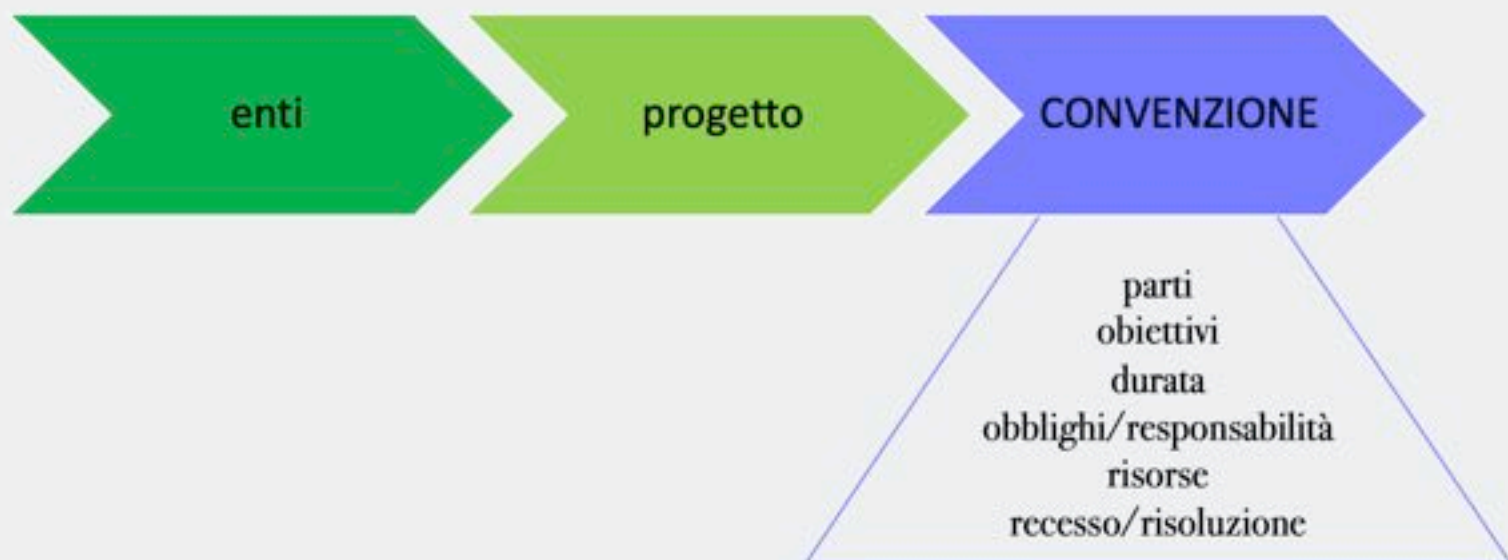 enti
progetto
CONVENZIONE
parti
obiettivi
durata
obblighi/responsabilità
risorse
recesso/risoluzione